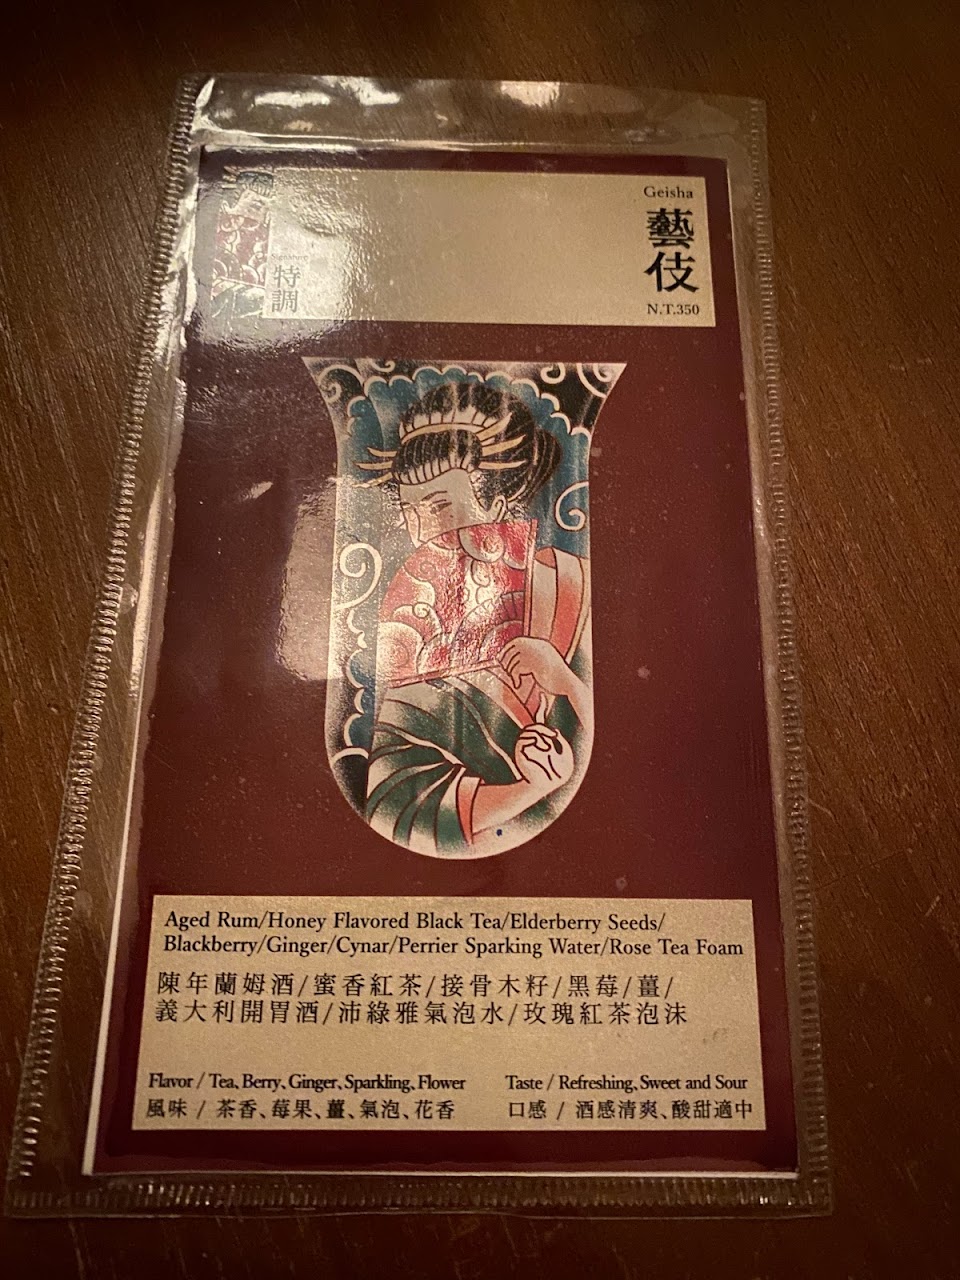 Geisha
藝伎
N.T.350
Signature
特調
Aged Rum/Honey Flavored Black Tea/Elderberry Seeds/
Blackberry/Ginger/Cynar/Perrier Sparking Water/Rose Tea Foam
陳年蘭姆酒/蜜香紅茶/接骨木籽/黑莓/薑/
義大利開胃酒/沛綠雅氣泡水/玫瑰紅茶泡沫
Flavor / Tea、Berry、Ginger、Sparkling、Flower
風味 / 茶香、莓果、薑、氣泡、花香
Taste / Refreshing、Sweet and Sour
口感 / 酒感清爽、酸甜適中